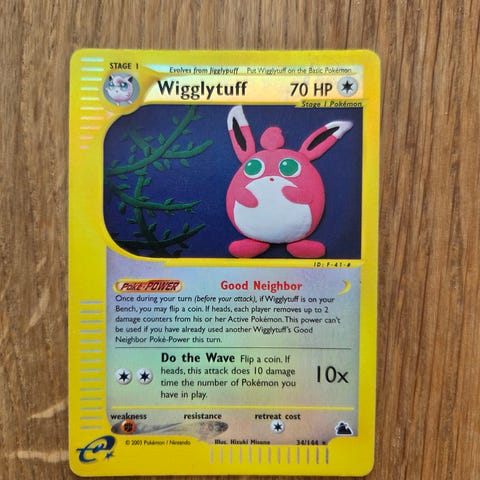 STAGE 1
Evolves from Jigglypuff
Put Wigglytuff on the Basic Pokémon.
Wigglytuff
70 HP
Stage 1 Pokémon
ID: F-41-#
Poké-POWER
Good Neighbor
Once during your turn (before your attack), if Wigglytuff is on your
Bench, you may flip a coin. If heads, each player removes up to 2
damage counters from his or her Active Pokémon. This power can't
be used if you have already used another Wigglytuff's Good
Neighbor Poké-Power this turn.
Do the Wave Flip a coin. If
heads, this attack does 10 damage
time the number of Pokémon you
have in play.
10x
weakness
resistance
retreat cost
© 2003 Pokémon / Nintendo
Illus. Hizuki Misono
34/144
e